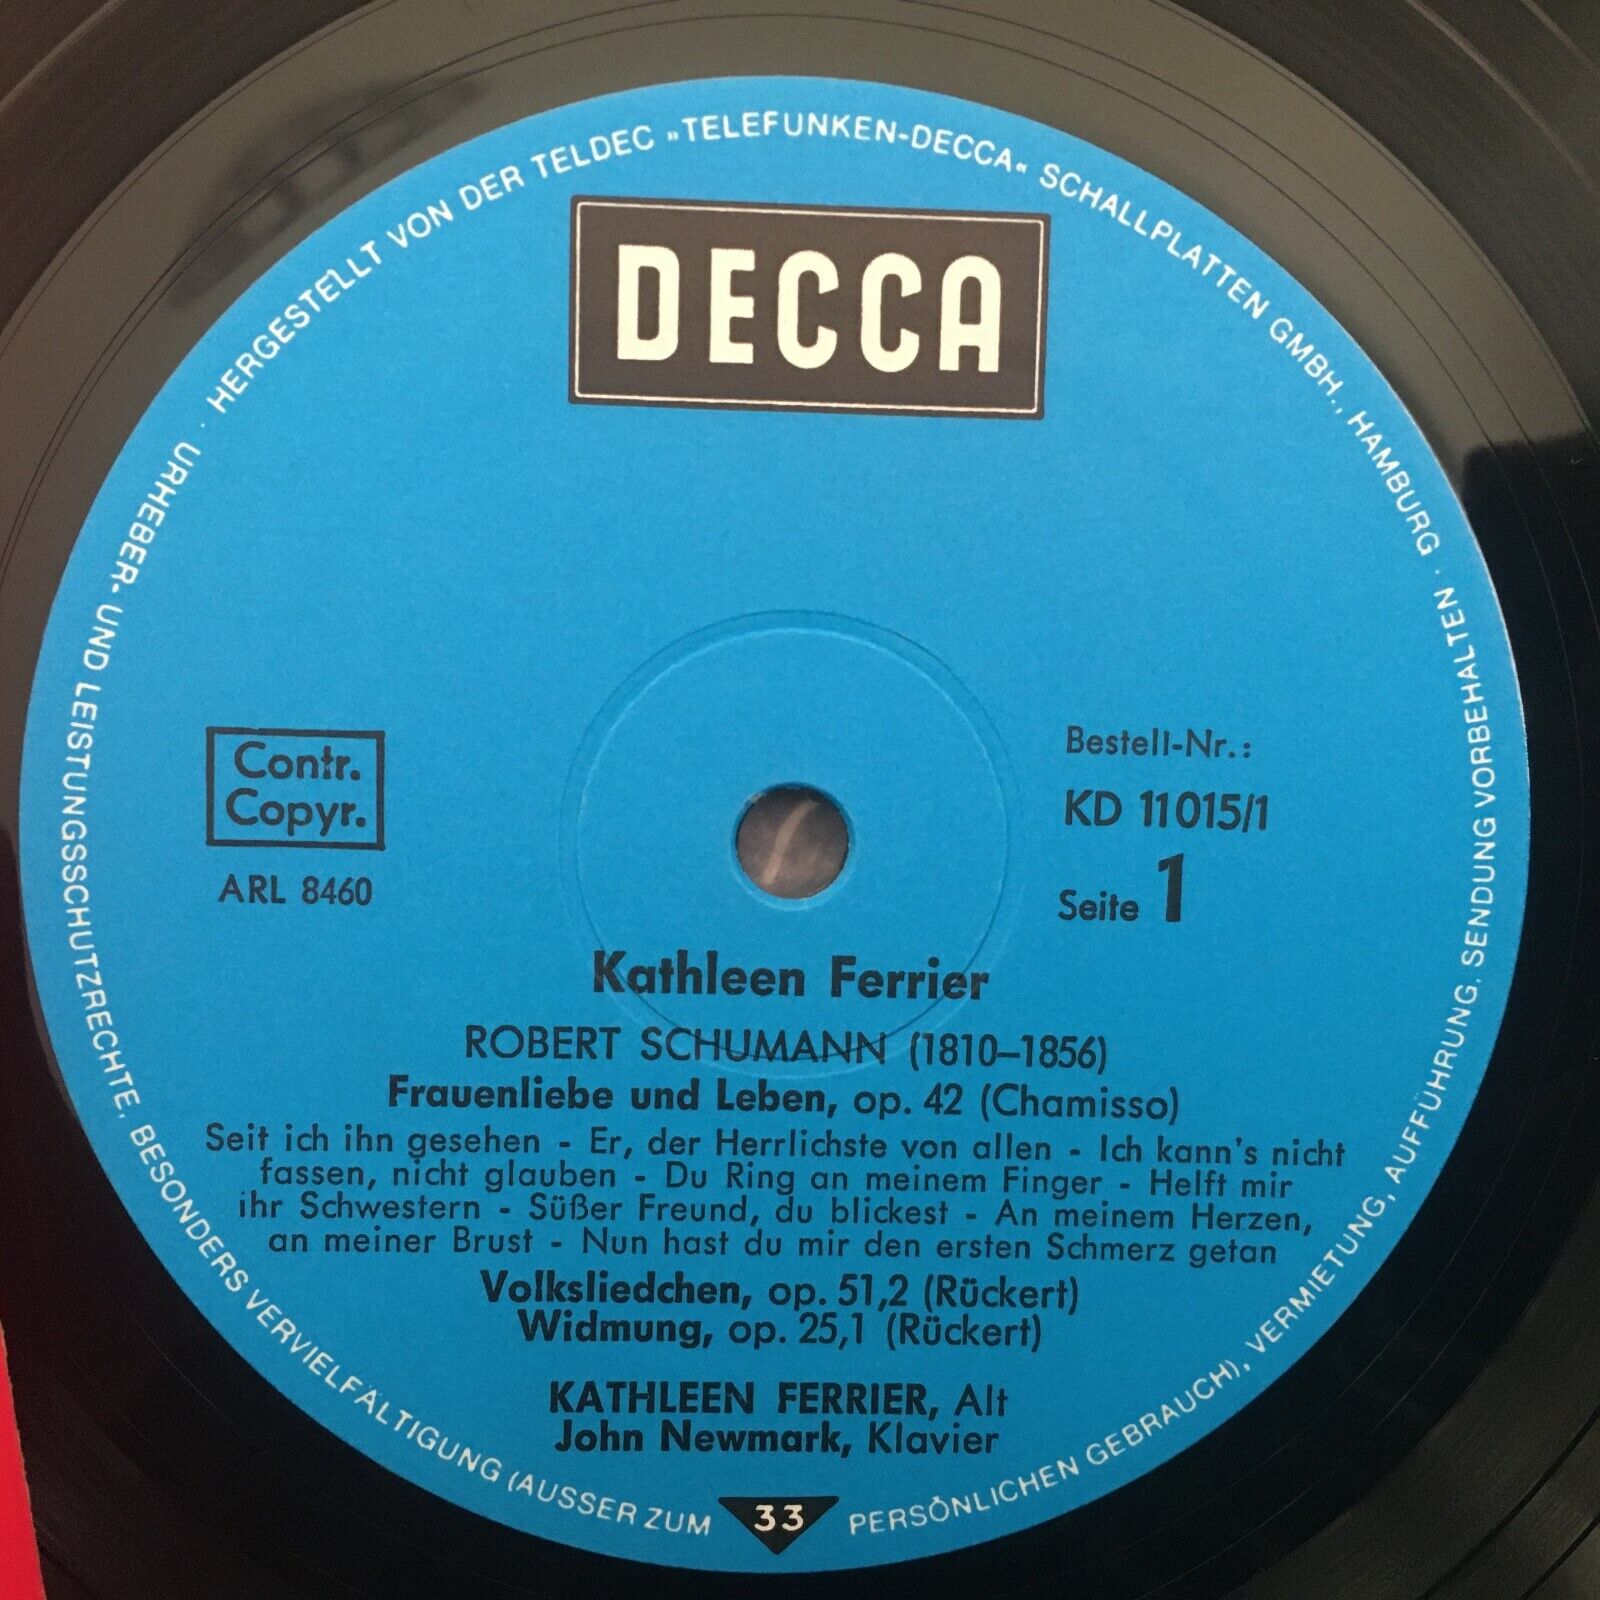 HERGESTELLT VON DER TELDEC »TELEFUNKEN-DECCA« SCHALLPLATTEN GMBH., HAMBURG · URHEBER- UND LEISTUNGSSCHUTZRECHTE, BESONDERS VERVIELFÄLTIGUNG (AUSSER ZUM PERSÖNLICHEN GEBRAUCH), VERMIETUNG, AUFFÜHRUNG, SENDUNG VORBEHALTEN ·
DECCA
Contr.
Copyr.
ARL 8460
Bestell-Nr.:
KD 11015/1
Seite 1
Kathleen Ferrier
ROBERT SCHUMANN (1810–1856)
Frauenliebe und Leben, op. 42 (Chamisso)
Seit ich ihn gesehen - Er, der Herrlichste von allen - Ich kann's nicht
fassen, nicht glauben - Du Ring an meinem Finger - Helft mir
ihr Schwestern - Süßer Freund, du blickest - An meinem Herzen,
an meiner Brust - Nun hast du mir den ersten Schmerz getan
Volksliedchen, op. 51,2 (Rückert)
Widmung, op. 25,1 (Rückert)
KATHLEEN FERRIER, Alt
John Newmark, Klavier
33